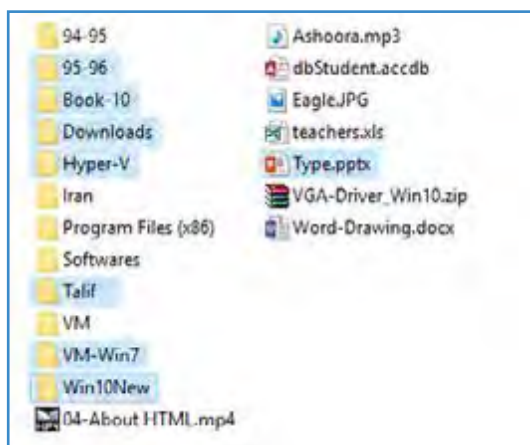 94-95
95-96
Book-10
Downloads
Hyper-V
Iran
Program Files (x86)
Softwares
Talif
VM
VM-Win7
Win10New
04-About HTML.mp4
Ashoora.mp3
dbStudent.accdb
Eagle.JPG
teachers.xls
Type.pptx
VGA-Driver_Win10.zip
Word-Drawing.docx